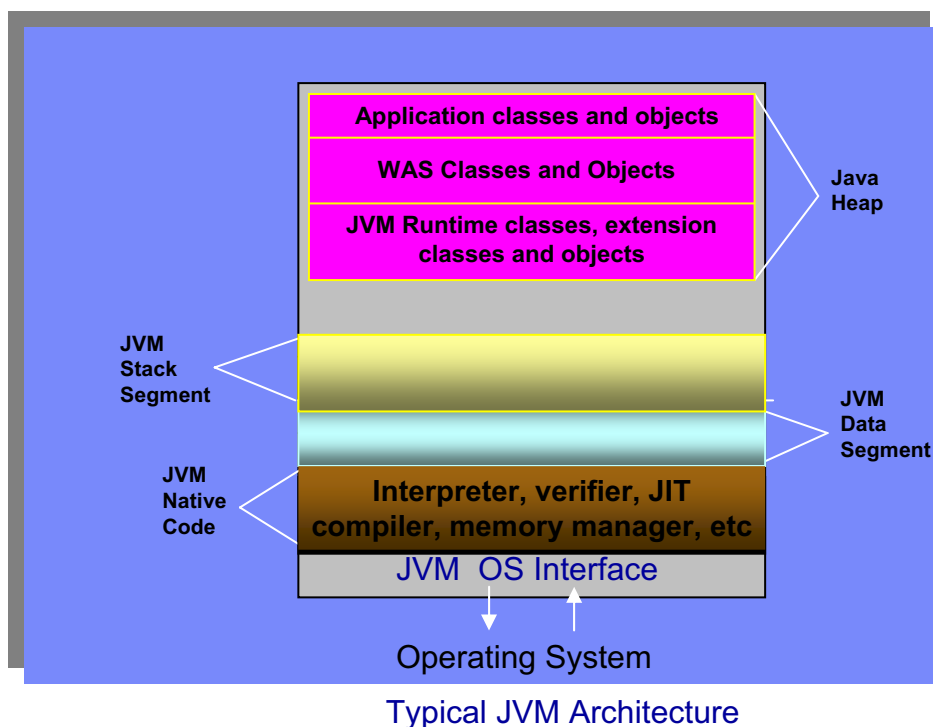 Application classes and objects
WAS Classes and Objects
JVM Runtime classes, extension
classes and objects
Java
Heap
JVM
Stack
Segment
JVM
Data
Segment
JVM
Native
Code
Interpreter, verifier, JIT
compiler, memory manager, etc
JVM OS Interface
Operating System
Typical JVM Architecture